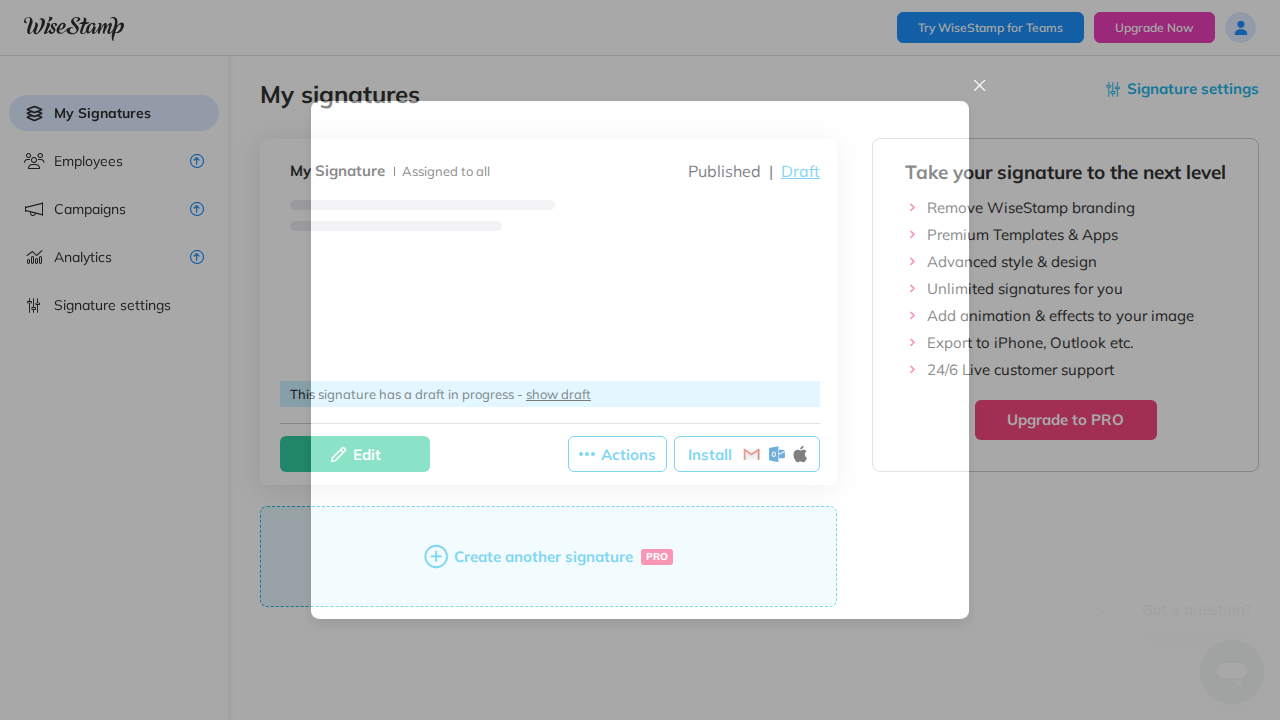 WiseStamp
Try WiseStamp for Teams
Upgrade Now
My Signatures
Employees
Campaigns
Analytics
Signature settings
My signatures
Signature settings
My Signature | Assigned to all
Published | Draft
This signature has a draft in progress - show draft
Edit
Actions
Install
Create another signature PRO
Take your signature to the next level
Remove WiseStamp branding
Premium Templates & Apps
Advanced style & design
Unlimited signatures for you
Add animation & effects to your image
Export to iPhone, Outlook etc.
24/6 Live customer support
Upgrade to PRO
Got a question?